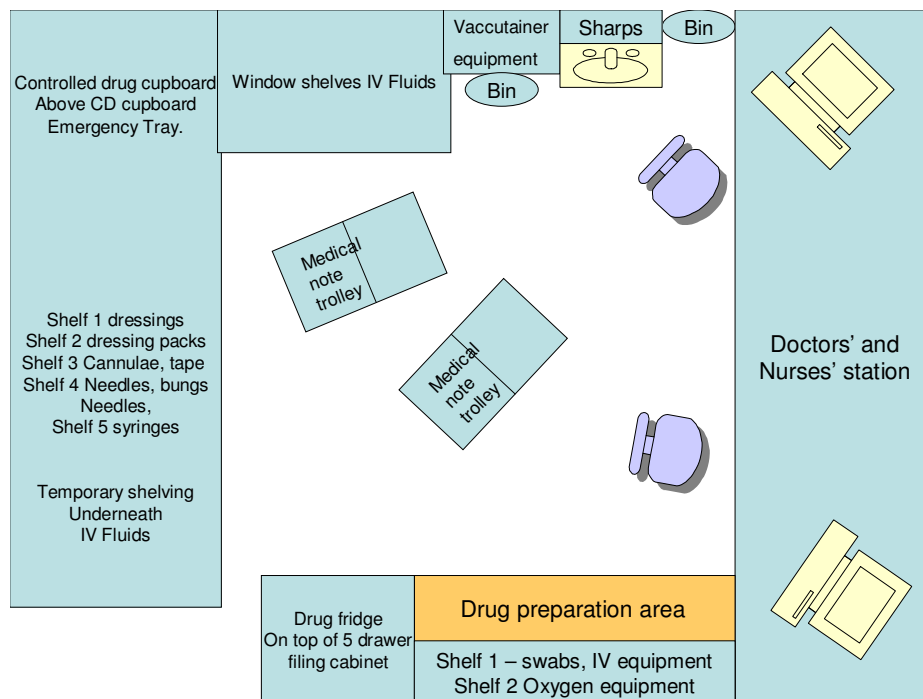 Controlled drug cupboard
Above CD cupboard
Emergency Tray.
Window shelves IV Fluids
Vaccutainer
equipment
Bin
Sharps
Bin
Medical
note
trolley
Medical
note
trolley
Shelf 1 dressings
Shelf 2 dressing packs
Shelf 3 Cannulae, tape
Shelf 4 Needles, bungs
Needles,
Shelf 5 syringes
Temporary shelving
Underneath
IV Fluids
Doctors’ and
Nurses’ station
Drug fridge
On top of 5 drawer
filing cabinet
Drug preparation area
Shelf 1 – swabs, IV equipment
Shelf 2 Oxygen equipment